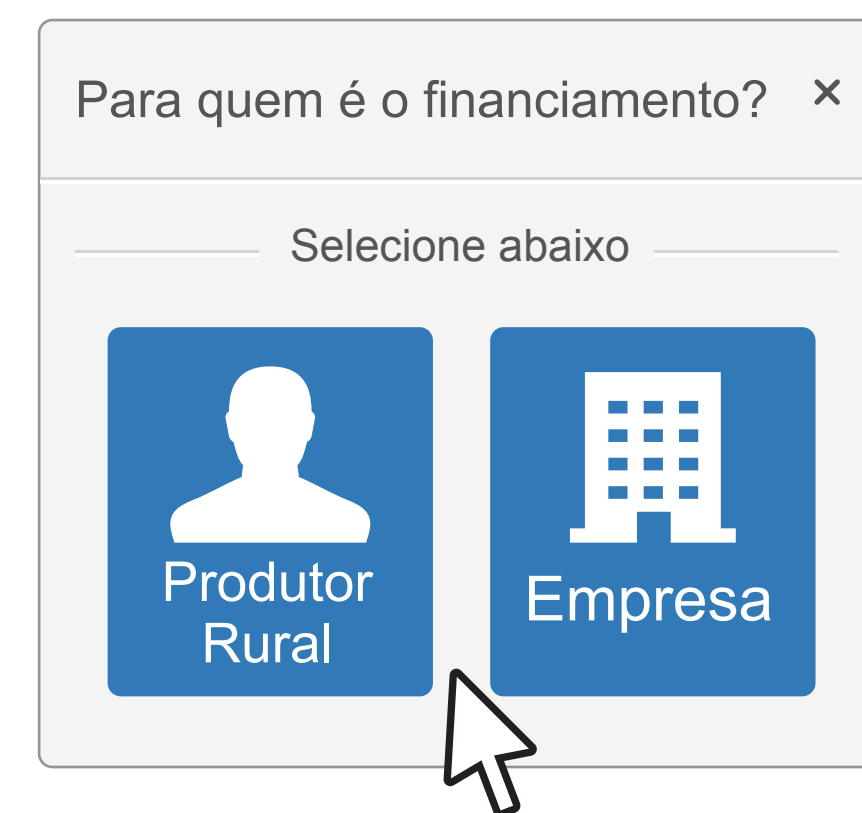 Para quem é o financiamento? ×
Selecione abaixo
Produtor
Rural
Empresa